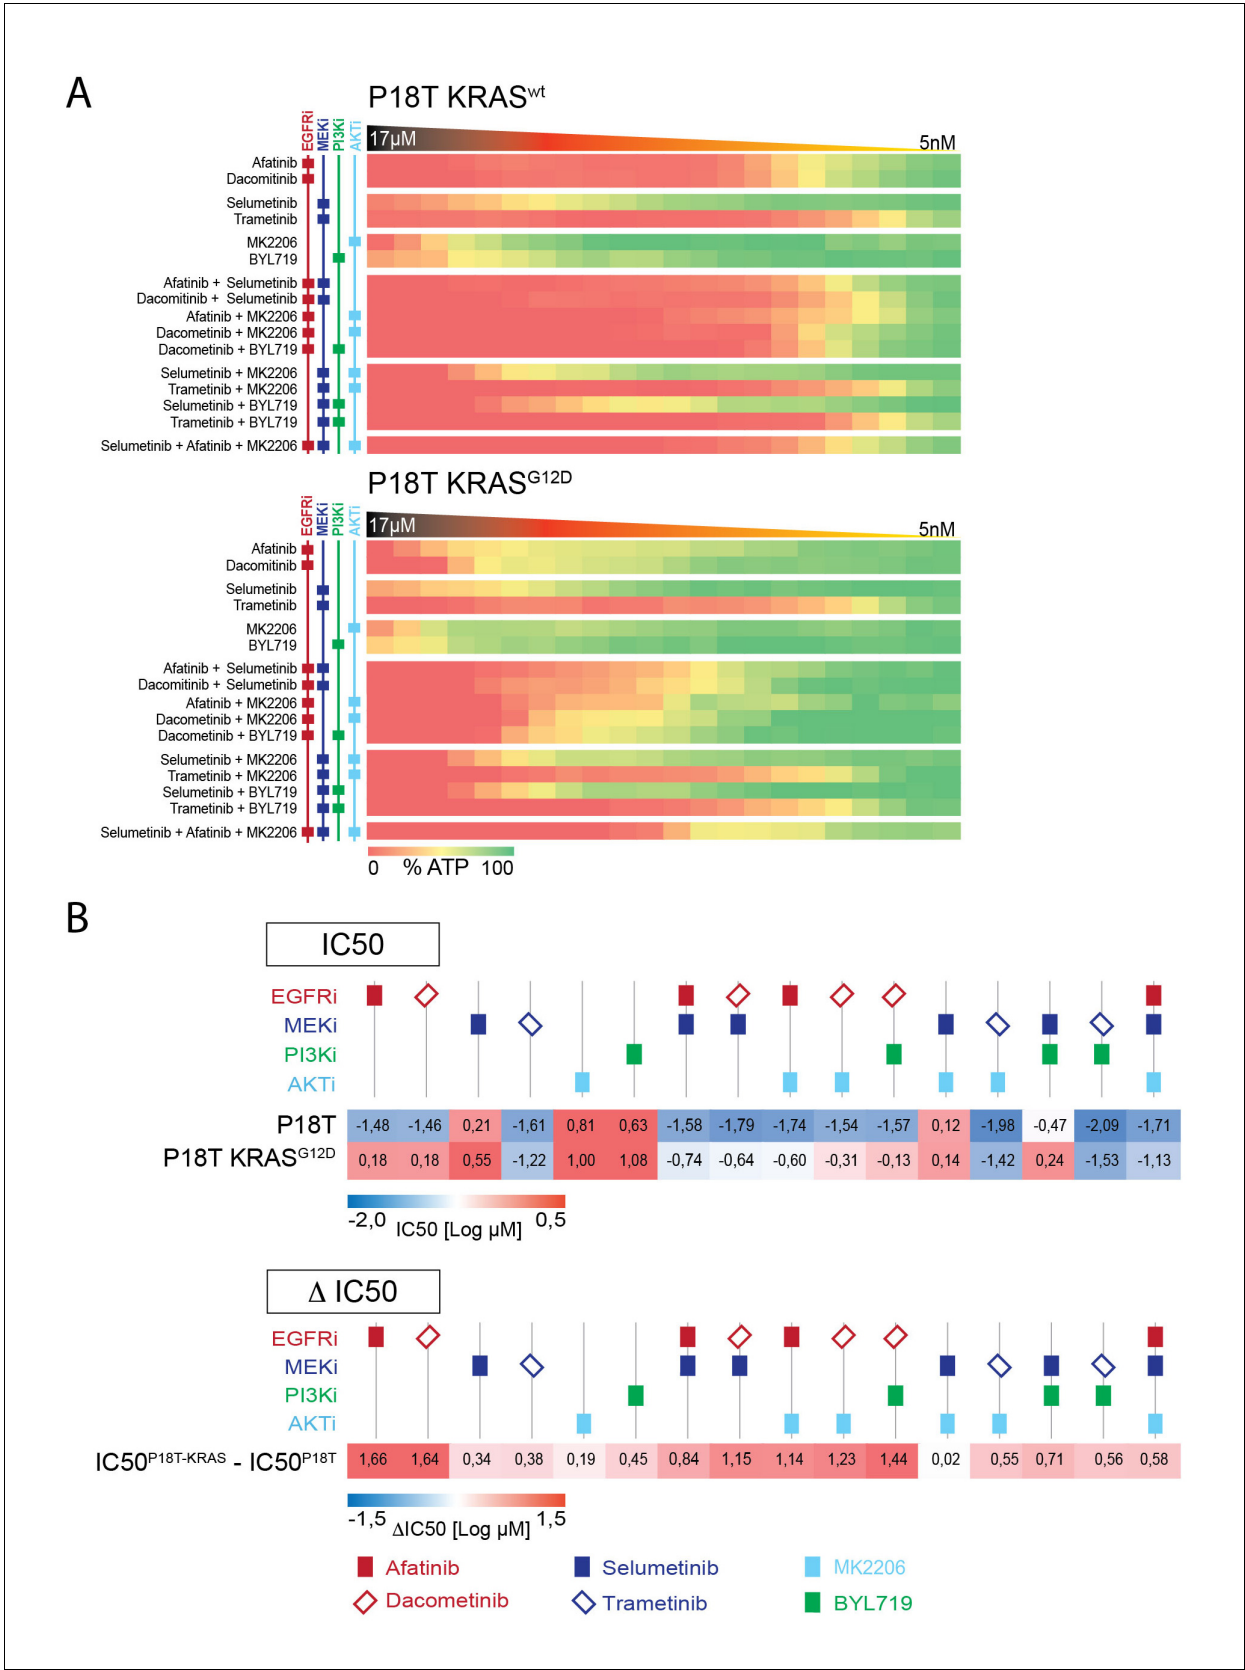 A
P18T KRASwt
EGFRi
MEKi
PI3Ki
AKTi
17µM
5nM
Afatinib
Dacomitinib
Selumetinib
Trametinib
MK2206
BYL719
Afatinib + Selumetinib
Dacomitinib + Selumetinib
Afatinib + MK2206
Dacometinib + MK2206
Dacometinib + BYL719
Selumetinib + MK2206
Trametinib + MK2206
Selumetinib + BYL719
Trametinib + BYL719
Selumetinib + Afatinib + MK2206
P18T KRASG12D
EGFRi
MEKi
PI3Ki
AKTi
17µM
5nM
Afatinib
Dacomitinib
Selumetinib
Trametinib
MK2206
BYL719
Afatinib + Selumetinib
Dacomitinib + Selumetinib
Afatinib + MK2206
Dacometinib + MK2206
Dacometinib + BYL719
Selumetinib + MK2206
Trametinib + MK2206
Selumetinib + BYL719
Trametinib + BYL719
Selumetinib + Afatinib + MK2206
0 % ATP 100
B
IC50
EGFRi
MEKi
PI3Ki
AKTi
P18T -1,48 -1,46 0,21 -1,61 0,81 0,63 -1,58 -1,79 -1,74 -1,54 -1,57 0,12 -1,98 -0,47 -2,09 -1,71
P18T KRASG12D 0,18 0,18 0,55 -1,22 1,00 1,08 -0,74 -0,64 -0,60 -0,31 -0,13 0,14 -1,42 0,24 -1,53 -1,13
-2,0 IC50 [Log µM] 0,5
Δ IC50
EGFRi
MEKi
PI3Ki
AKTi
IC50P18T-KRAS - IC50P18T 1,66 1,64 0,34 0,38 0,19 0,45 0,84 1,15 1,14 1,23 1,44 0,02 0,55 0,71 0,56 0,58
-1,5 ΔIC50 [Log µM] 1,5
Afatinib Selumetinib MK2206
Dacometinib Trametinib BYL719